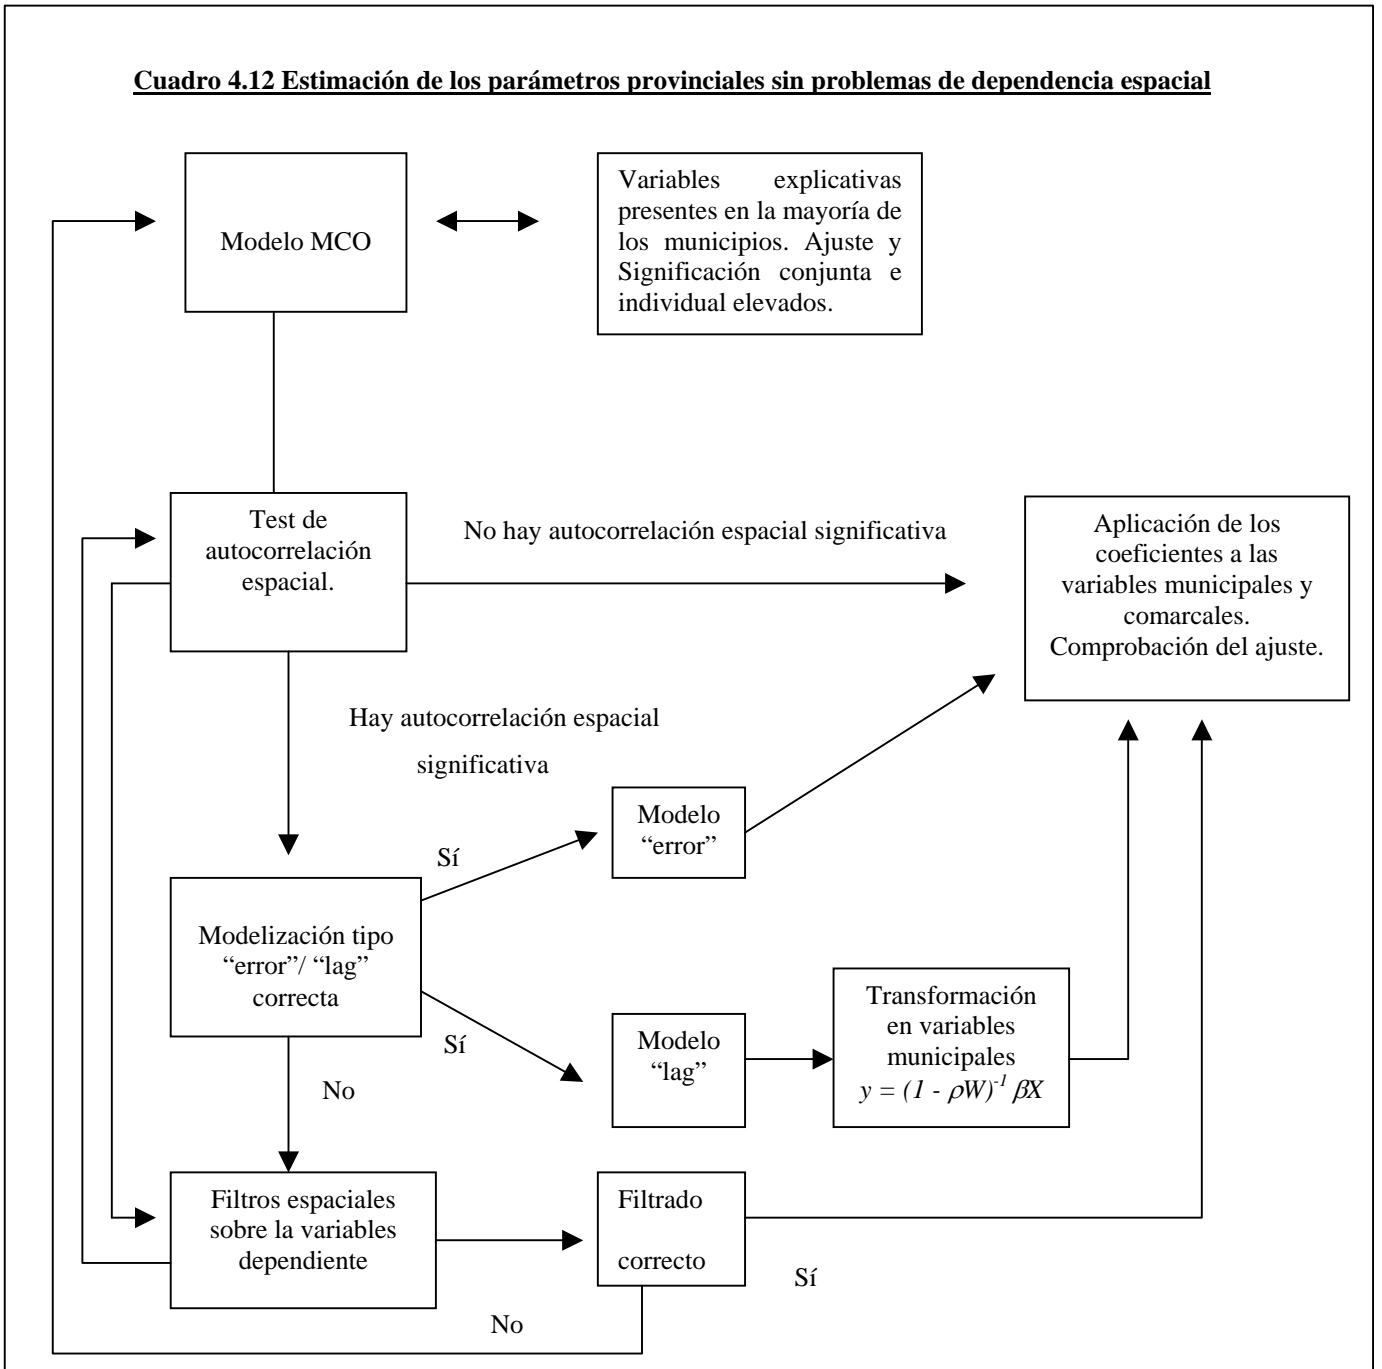 Cuadro 4.12 Estimación de los parámetros provinciales sin problemas de dependencia espacial
Modelo MCO
Variables explicativas
presentes en la mayoría de
los municipios. Ajuste y
Significación conjunta e
individual elevados.
Test de
autocorrelación
espacial.
No hay autocorrelación espacial significativa
Aplicación de los
coeficientes a las
variables municipales y
comarcales.
Comprobación del ajuste.
Hay autocorrelación espacial
significativa
Modelo
“error”
Sí
Modelización tipo
“error”/ “lag”
correcta
Sí
Modelo
“lag”
Transformación
en variables
municipales
y = (1 - ρW)⁻¹ βX
No
Filtros espaciales
sobre la variables
dependiente
Filtrado
correcto
Sí
No